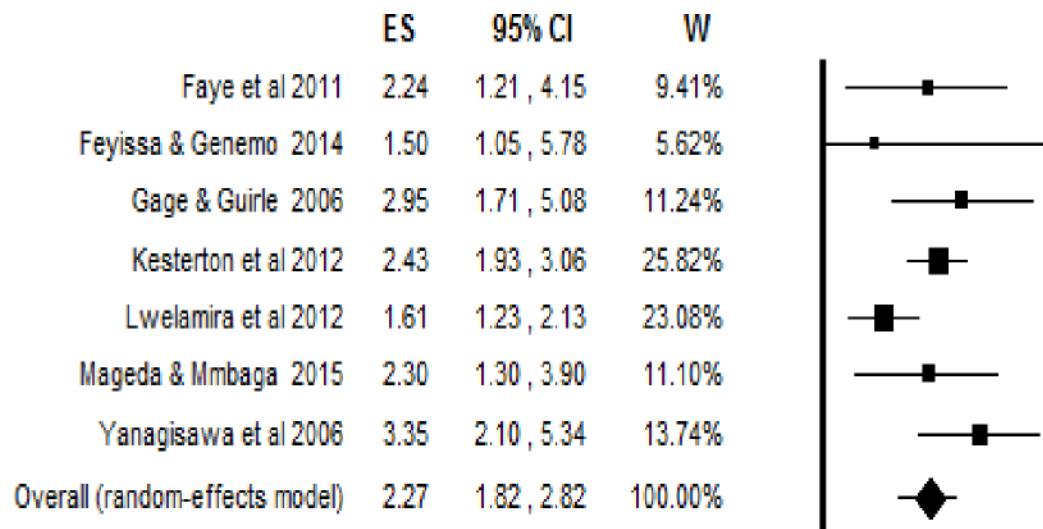 ES 95% CI W
Faye et al 2011 2.24 1.21 , 4.15 9.41%
Feyissa & Genemo 2014 1.50 1.05 , 5.78 5.62%
Gage & Guirle 2006 2.95 1.71 , 5.08 11.24%
Kesterton et al 2012 2.43 1.93 , 3.06 25.82%
Lwelamira et al 2012 1.61 1.23 , 2.13 23.08%
Mageda & Mmbaga 2015 2.30 1.30 , 3.90 11.10%
Yanagisawa et al 2006 3.35 2.10 , 5.34 13.74%
Overall (random-effects model) 2.27 1.82 , 2.82 100.00%